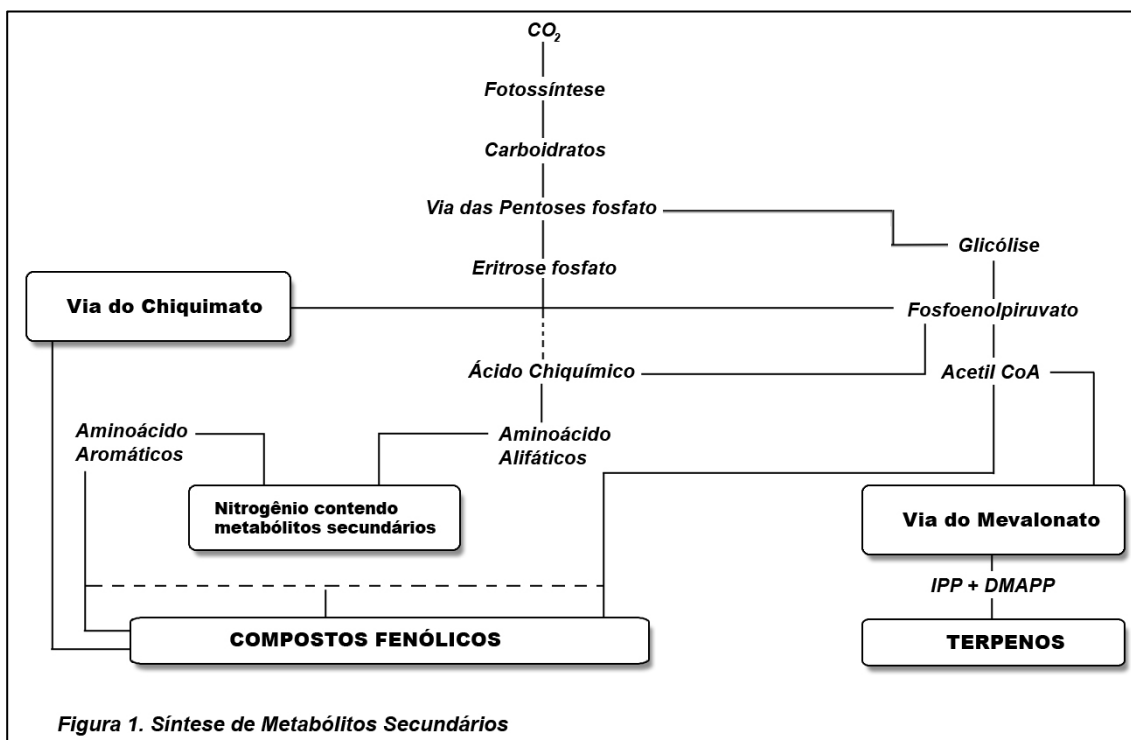 CO₂
Fotossíntese
Carboidratos
Via das Pentoses fosfato
Glicólise
Eritrose fosfato
Via do Chiquimato
Fosfoenolpiruvato
Ácido Chiquímico
Acetil CoA
Aminoácido
Aromáticos
Aminoácido
Alifáticos
Nitrogênio contendo
metabólitos secundários
Via do Mevalonato
IPP + DMAPP
COMPOSTOS FENÓLICOS
TERPENOS
Figura 1. Síntese de Metabólitos Secundários